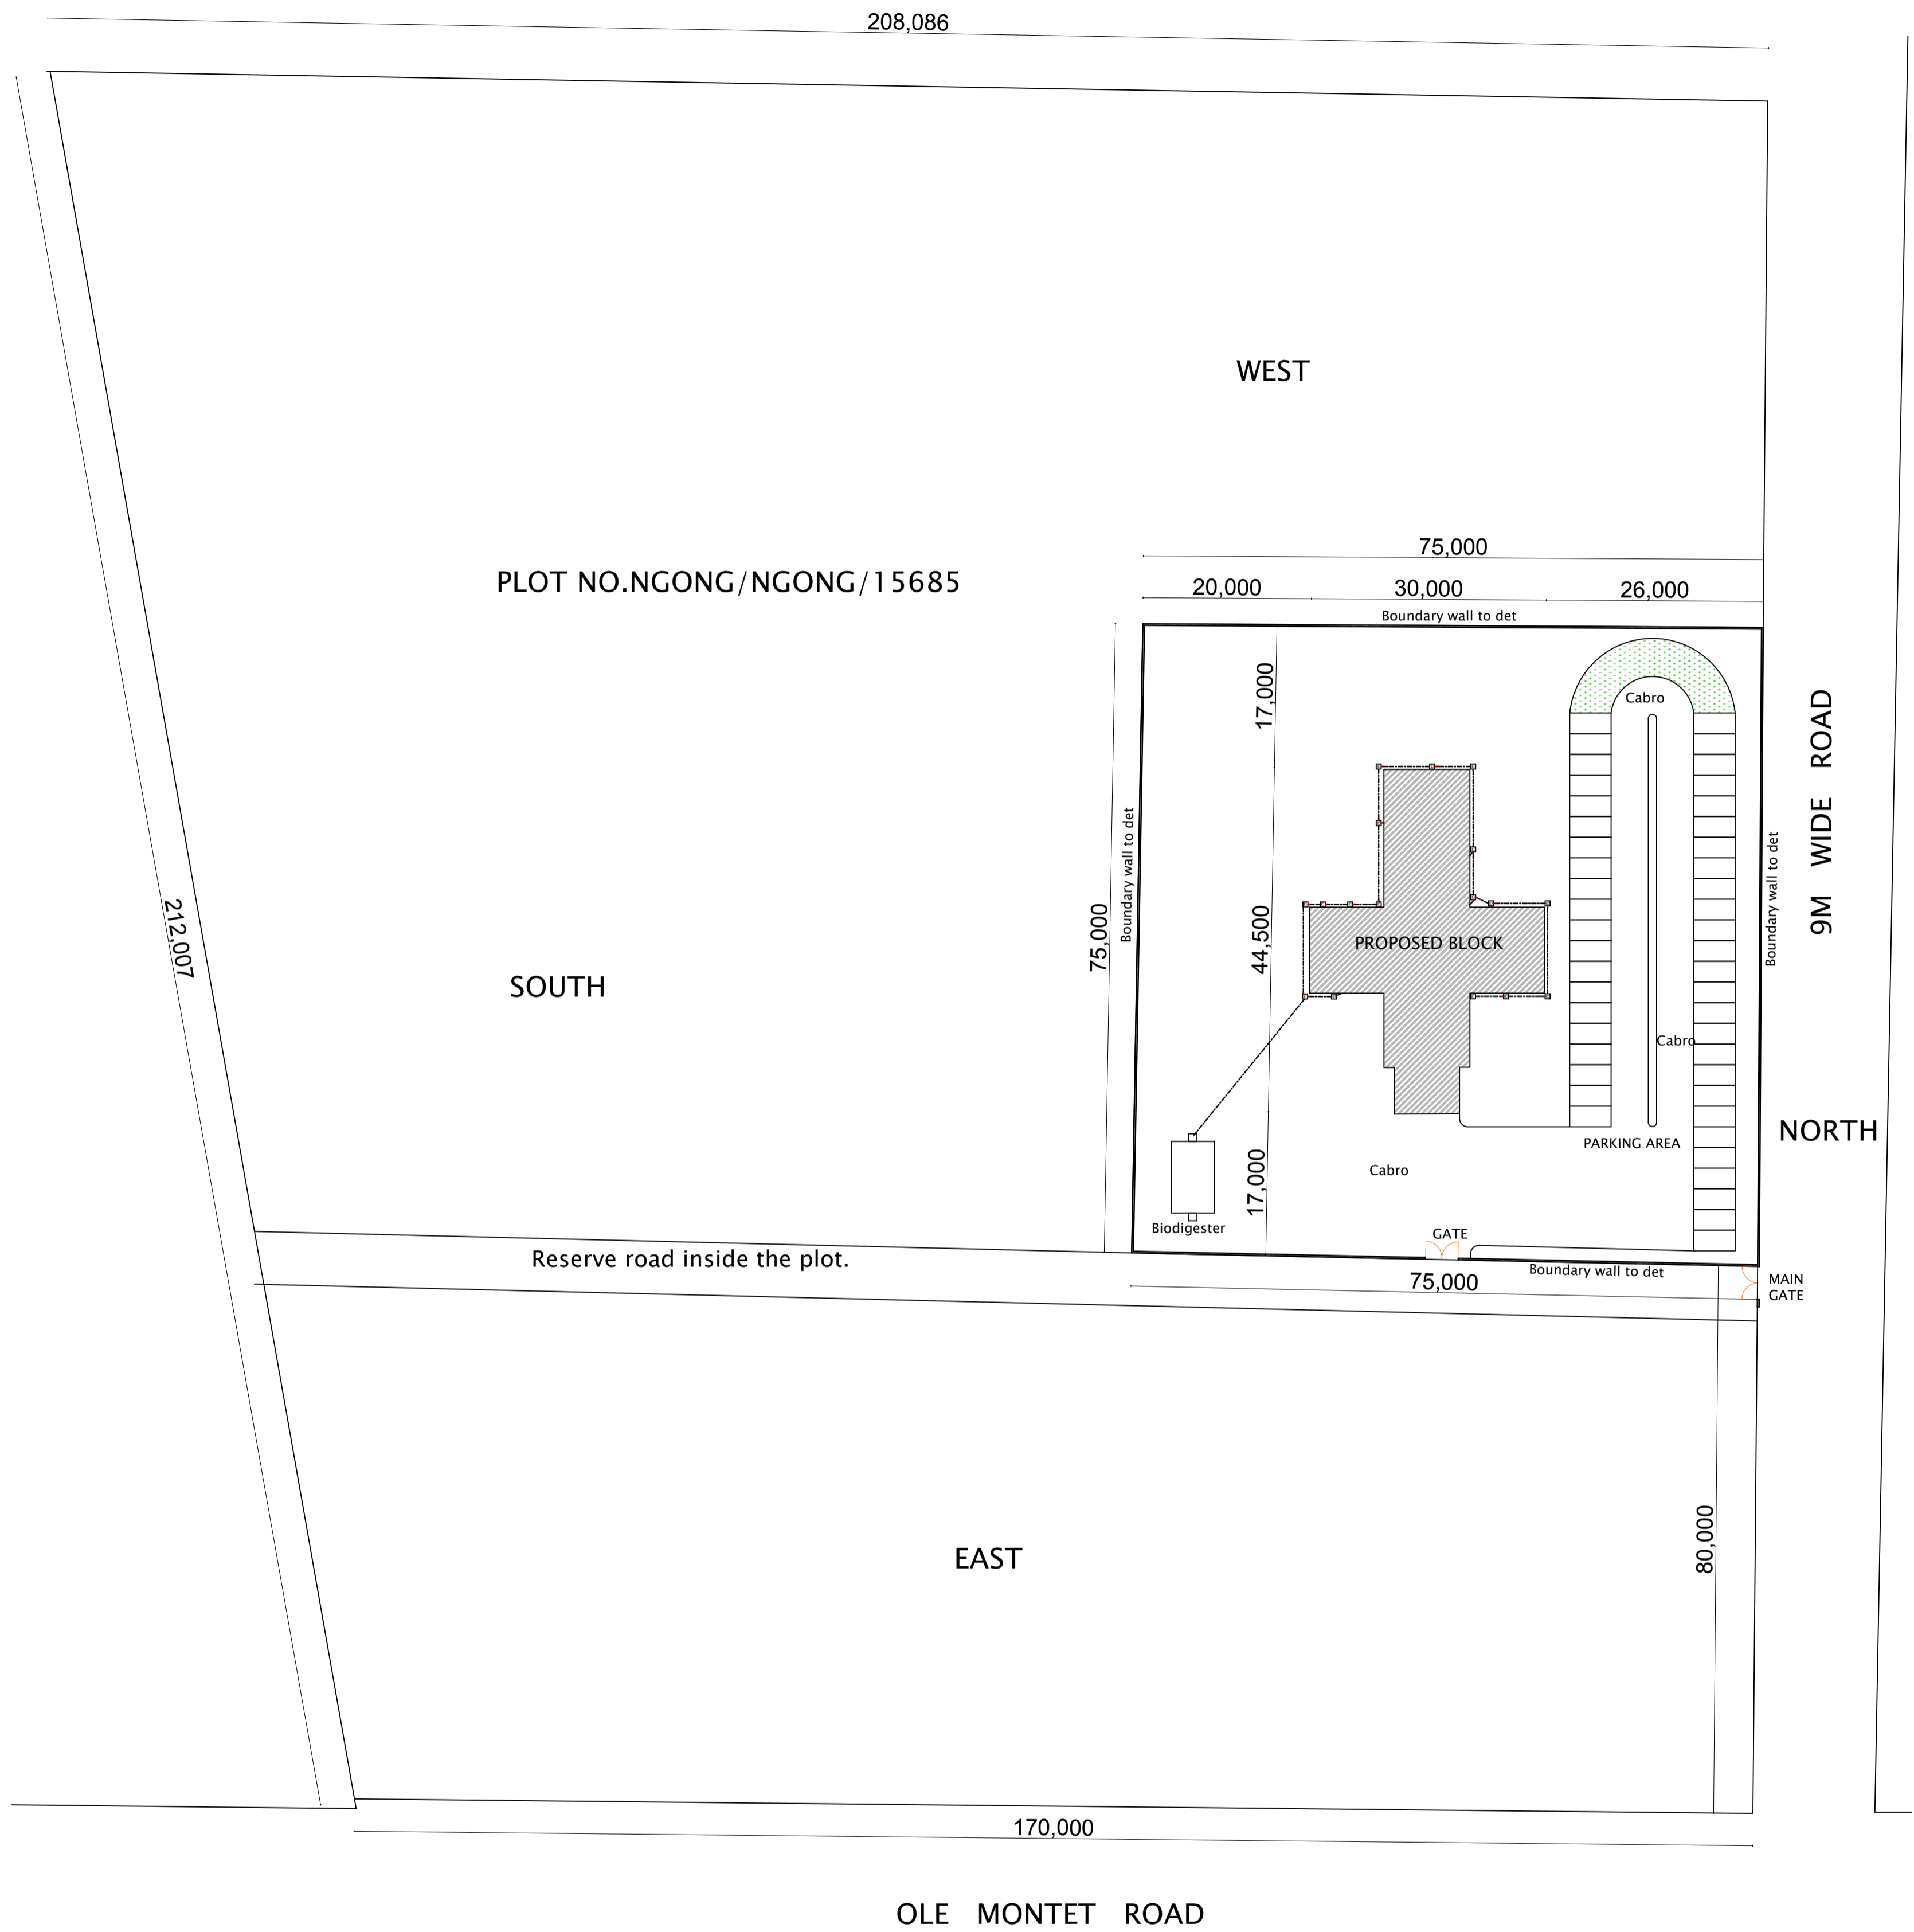 208,086
WEST
75,000
PLOT NO.NGONG/NGONG/15685
20,000
30,000
26,000
Boundary wall to det
17,000
Cabro
9M WIDE ROAD
Boundary wall to det
Boundary wall to det
212,007
75,000
44,500
PROPOSED BLOCK
SOUTH
Cabro
NORTH
PARKING AREA
Cabro
17,000
Biodigester
GATE
Reserve road inside the plot.
Boundary wall to det
75,000
MAIN
GATE
EAST
80,000
170,000
OLE MONTET ROAD